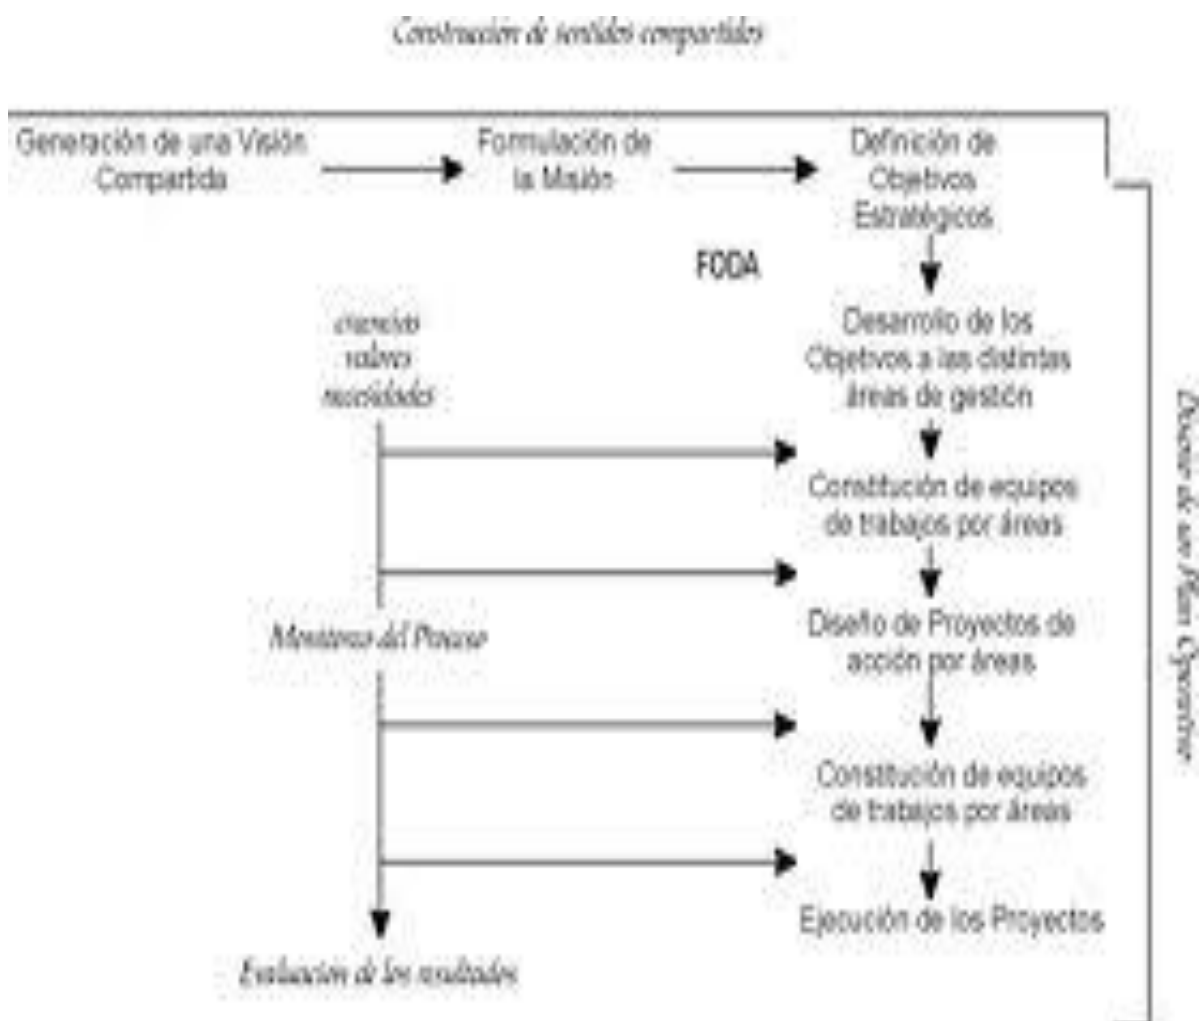 Construcción de sentidos compartidos
Generación de una Visión
Compartida
Formulación de
la Misión
Definición de
Objetivos
Estratégicos
FODA
creencias
valores
necesidades
Desarrollo de los
Objetivos a las distintas
áreas de gestión
Constitución de equipos
de trabajos por áreas
Monitoreo del Proceso
Diseño de Proyectos de
acción por áreas
Constitución de equipos
de trabajos por áreas
Ejecución de los Proyectos
Evaluación de los resultados
de un Plan Operativo